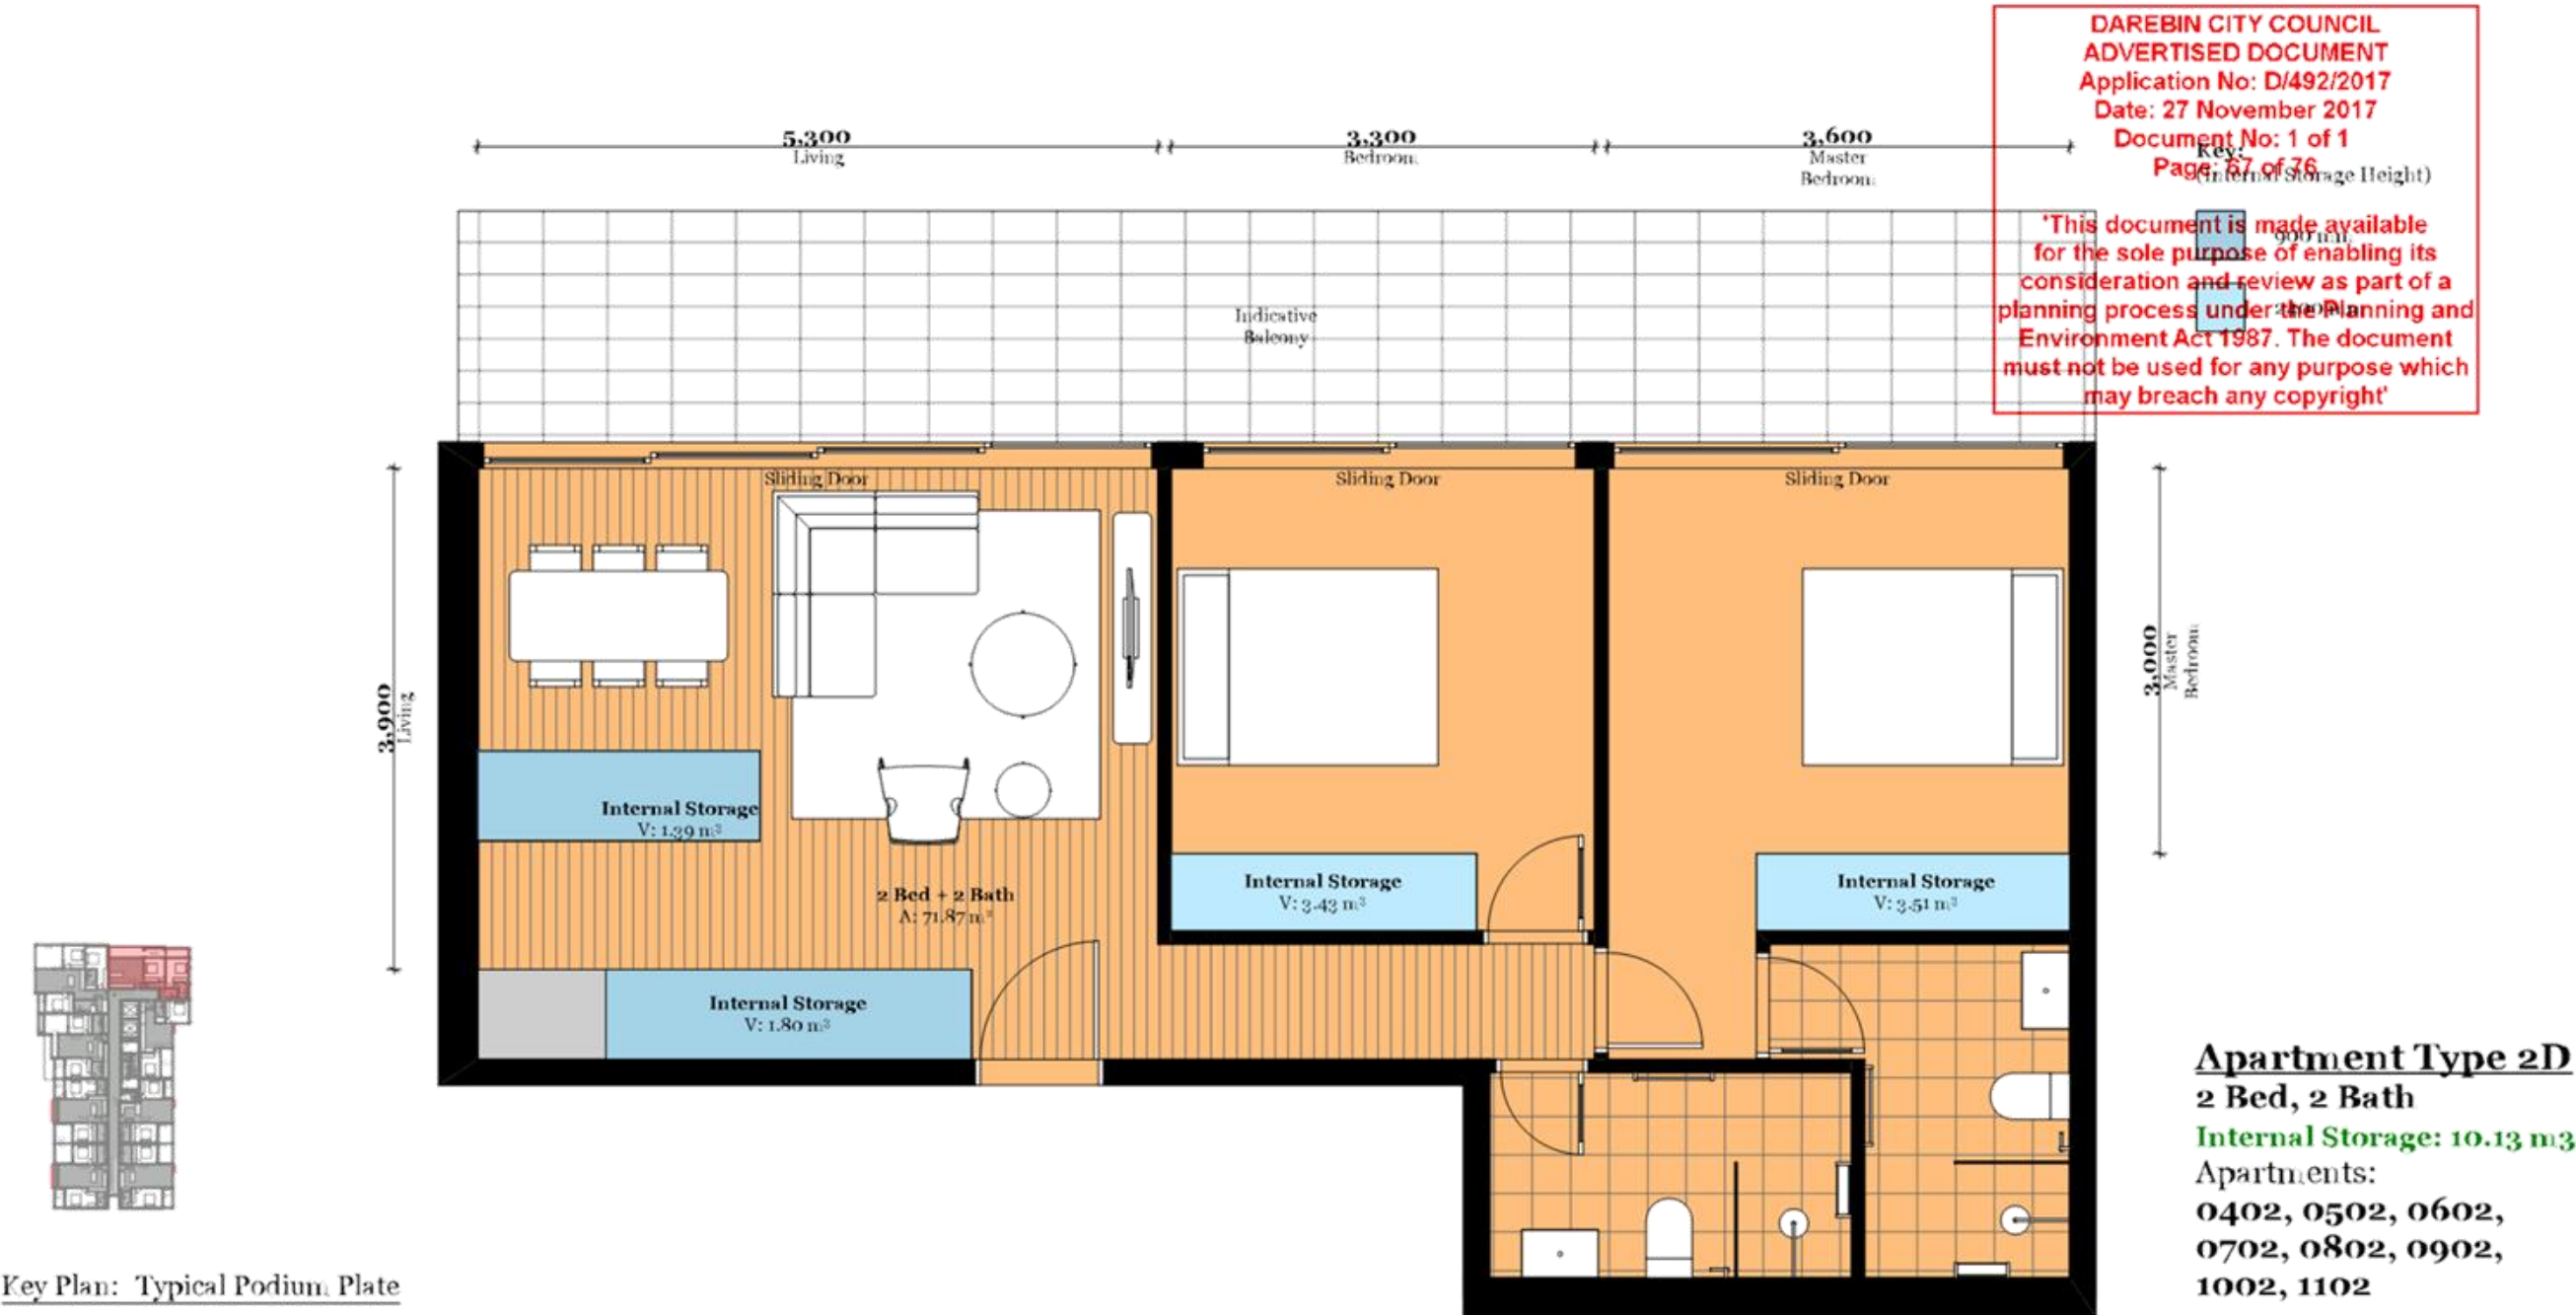 DAREBIN CITY COUNCIL
ADVERTISED DOCUMENT
Application No: D/492/2017
Date: 27 November 2017
Document No: 1 of 1
Page: 67 of 76
'This document is made available
for the sole purpose of enabling its
consideration and review as part of a
planning process under the Planning and
Environment Act 1987. The document
must not be used for any purpose which
may breach any copyright'
Key:
(Internal Storage Height)
900 mm
5,300
Living
3,300
Bedroom
3,600
Master
Bedroom
Indicative
Balcony
Sliding Door
Sliding Door
Sliding Door
3,900
Living
3,000
Master
Bedroom
Internal Storage
V: 1.39 m³
2 Bed + 2 Bath
A: 71.87 m²
Internal Storage
V: 3.43 m³
Internal Storage
V: 3.51 m³
Internal Storage
V: 1.80 m³
Apartment Type 2D
2 Bed, 2 Bath
Internal Storage: 10.13 m3
Apartments:
0402, 0502, 0602,
0702, 0802, 0902,
1002, 1102
Key Plan: Typical Podium Plate